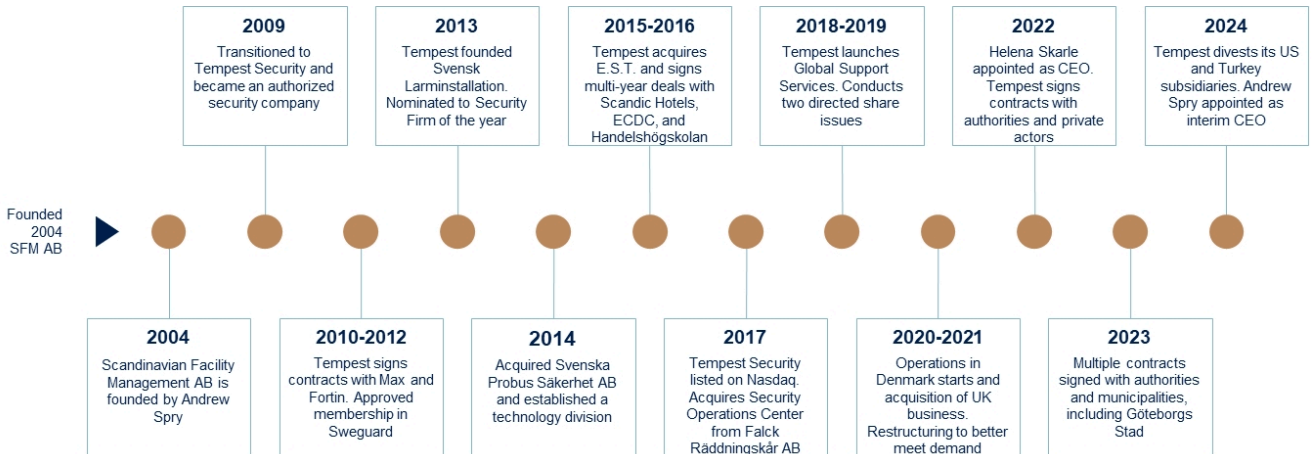 2009
Transitioned to
Tempest Security and
became an authorized
security company
2013
Tempest founded
Svensk
Larminstallation.
Nominated to Security
Firm of the year
2015-2016
Tempest acquires
E.S.T. and signs
multi-year deals with
Scandic Hotels,
ECDC, and
Handelshögskolan
2018-2019
Tempest launches
Global Support
Services. Conducts
two directed share
issues
2022
Helena Skarle
appointed as CEO.
Tempest signs
contracts with
authorities and private
actors
2024
Tempest divests its US
and Turkey
subsidiaries. Andrew
Spry appointed as
interim CEO
Founded
2004
SFM AB
2004
Scandinavian Facility
Management AB is
founded by Andrew
Spry
2010-2012
Tempest signs
contracts with Max and
Fortin. Approved
membership in
Sweguard
2014
Acquired Svenska
Probus Säkerhet AB
and established a
technology division
2017
Tempest Security
listed on Nasdaq.
Acquires Security
Operations Center
from Falck
Räddningskår AB
2020-2021
Operations in
Denmark starts and
acquisition of UK
business.
Restructuring to better
meet demand
2023
Multiple contracts
signed with authorities
and municipalities,
including Göteborgs
Stad